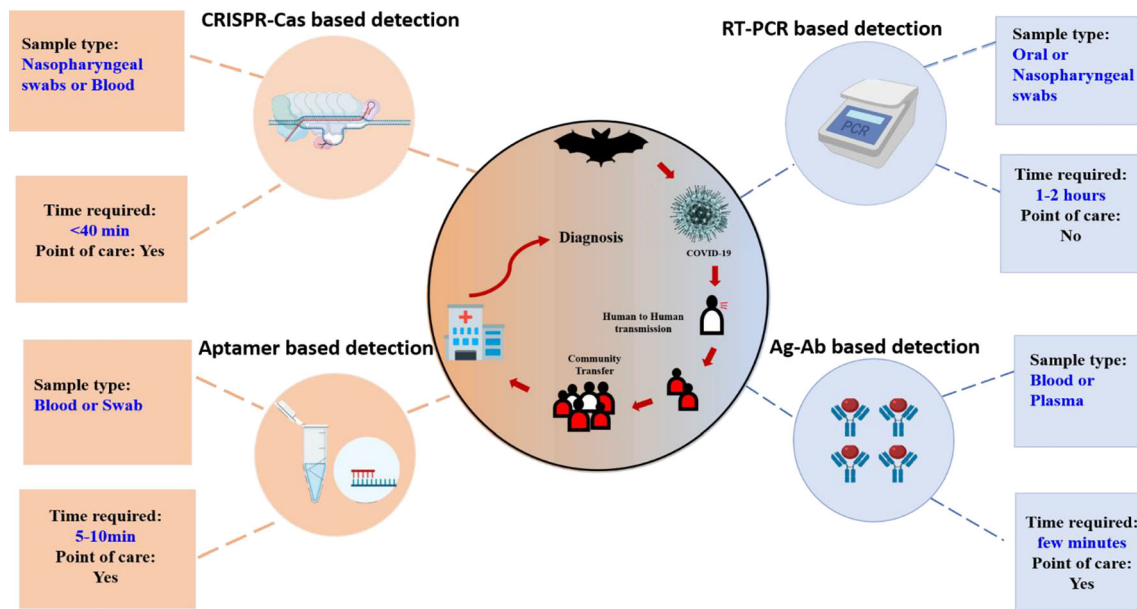 CRISPR-Cas based detection
Sample type:
Nasopharyngeal
swabs or Blood
Time required:
<40 min
Point of care: Yes
RT-PCR based detection
PCR
Sample type:
Oral or
Nasopharyngeal
swabs
Time required:
1-2 hours
Point of care:
No
Diagnosis
COVID-19
Human to Human
transmission
Community
Transfer
Aptamer based detection
Sample type:
Blood or Swab
Time required:
5-10min
Point of care:
Yes
Ag-Ab based detection
Sample type:
Blood or
Plasma
Time required:
few minutes
Point of care:
Yes